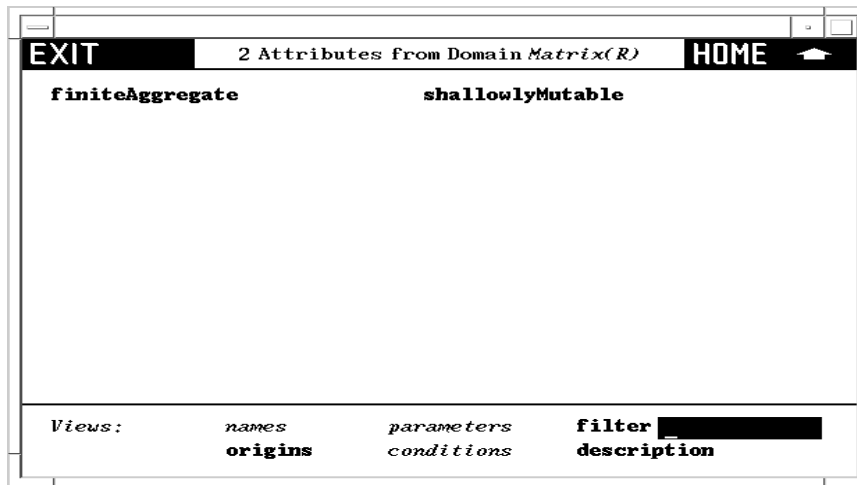 EXIT 2 Attributes from Domain Matrix(R) HOME
finiteAggregate shallowlyMutable
Views: names parameters filter
origins conditions description